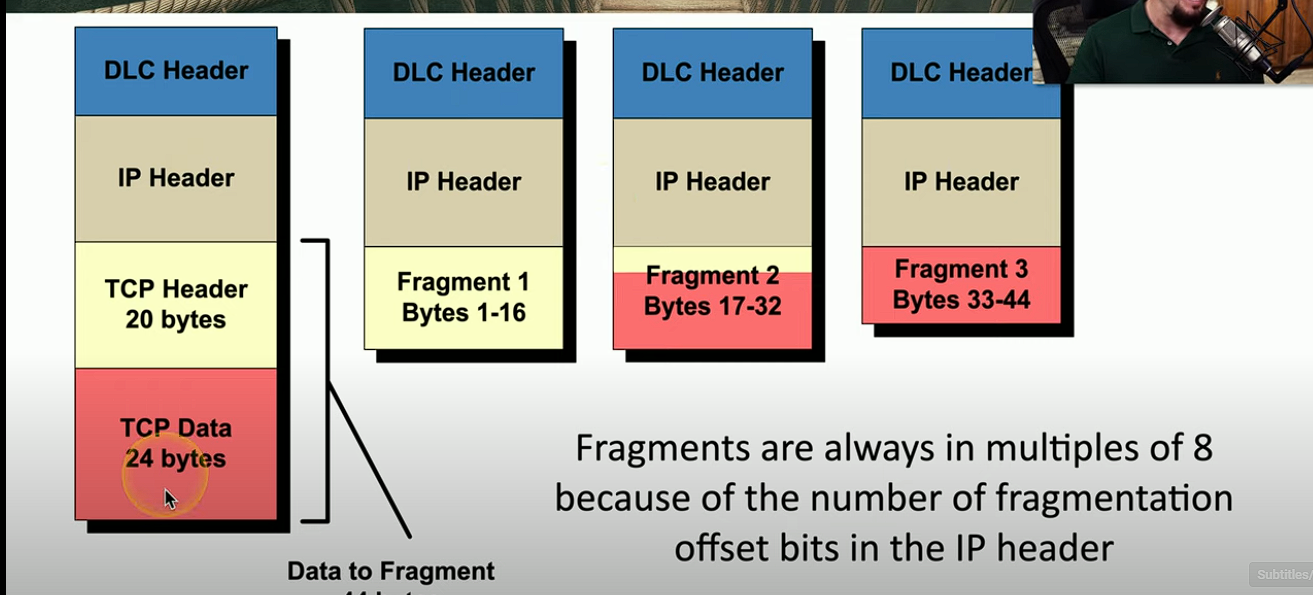 DLC Header
IP Header
TCP Header
20 bytes
TCP Data
24 bytes
DLC Header
IP Header
Fragment 1
Bytes 1-16
DLC Header
IP Header
Fragment 2
Bytes 17-32
DLC Header
IP Header
Fragment 3
Bytes 33-44
Data to Fragment
Fragments are always in multiples of 8
because of the number of fragmentation
offset bits in the IP header
Subtitles/